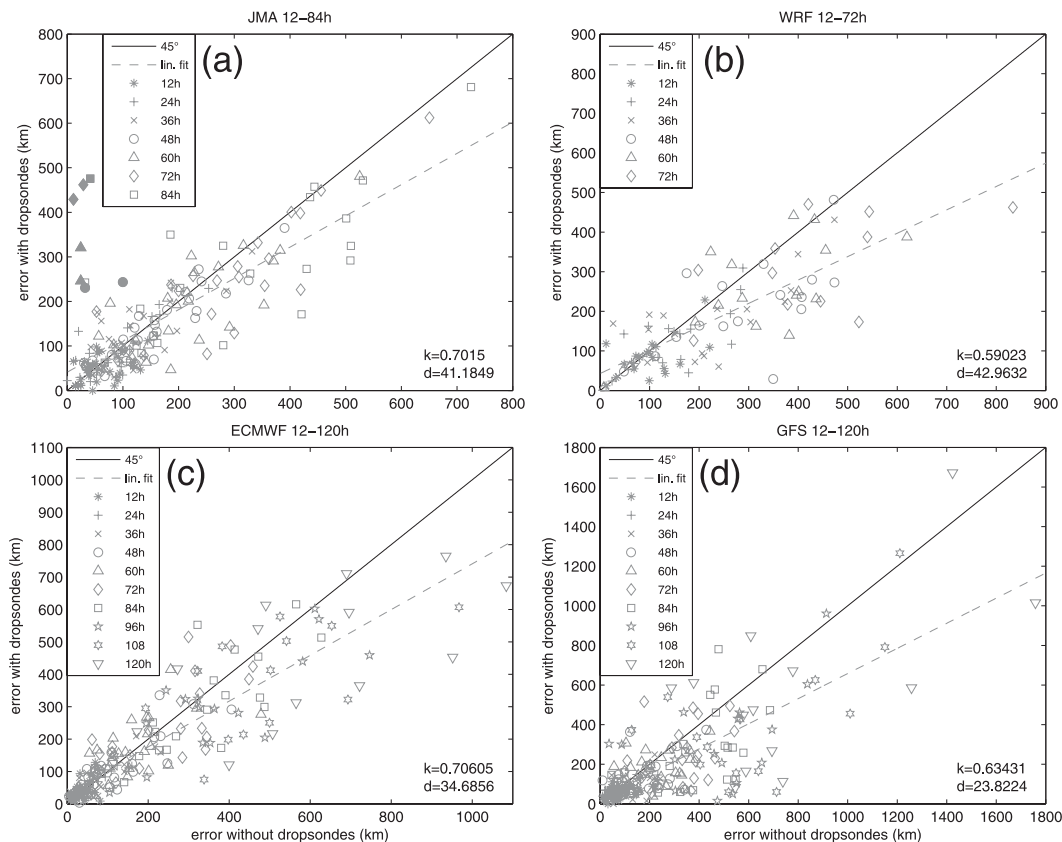 JMA 12–84h
(a)
error with dropsondes (km)
800
700
600
500
400
300
200
100
0
45°
lin. fit
12h
24h
36h
48h
60h
72h
84h
k=0.7015
d=41.1849
0 100 200 300 400 500 600 700 800
WRF 12–72h
(b)
error with dropsondes (km)
900
800
700
600
500
400
300
200
100
0
45°
lin. fit
12h
24h
36h
48h
60h
72h
k=0.59023
d=42.9632
0 100 200 300 400 500 600 700 800 900
ECMWF 12–120h
(c)
error with dropsondes (km)
1100
1000
900
800
700
600
500
400
300
200
100
0
45°
lin. fit
12h
24h
36h
48h
60h
72h
84h
96h
108
120h
k=0.70605
d=34.6856
0 200 400 600 800 1000
error without dropsondes (km)
GFS 12–120h
(d)
error with dropsondes (km)
1800
1600
1400
1200
1000
800
600
400
200
0
45°
lin. fit
12h
24h
36h
48h
60h
72h
84h
96h
108
120h
k=0.63431
d=23.8224
0 200 400 600 800 1000 1200 1400 1600 1800
error without dropsondes (km)